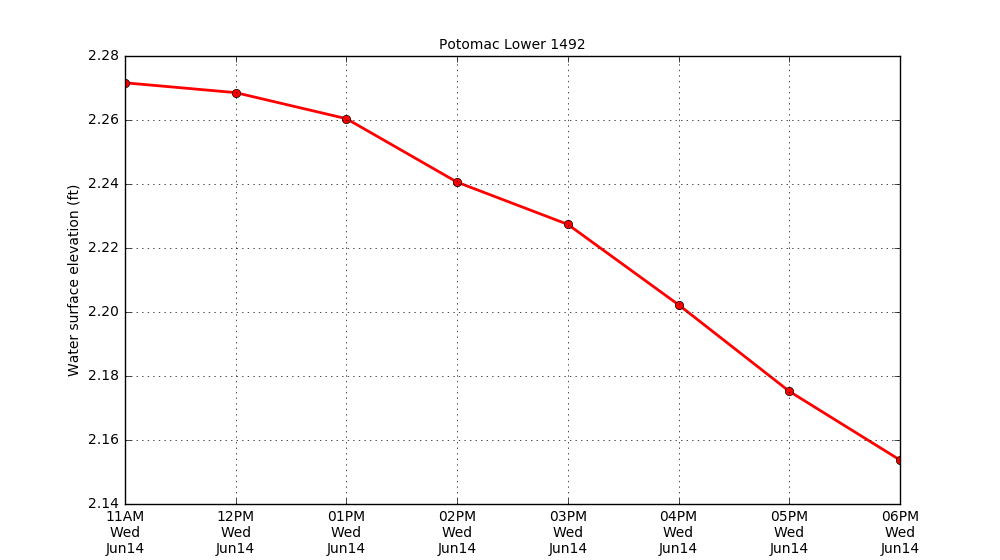 Potomac Lower 1492
Water surface elevation (ft)
2.28
2.26
2.24
2.22
2.20
2.18
2.16
2.14
11AM 12PM 01PM 02PM 03PM 04PM 05PM 06PM
Wed Wed Wed Wed Wed Wed Wed Wed
Jun14 Jun14 Jun14 Jun14 Jun14 Jun14 Jun14 Jun14